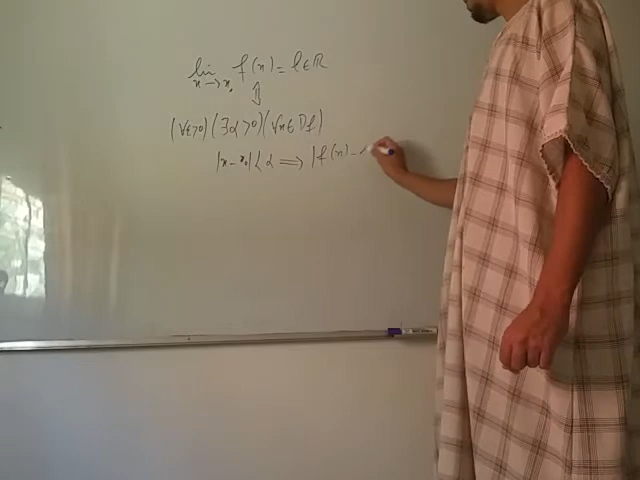 lim f(x) = l ∈ ℝ
x → x₀
⇕
(∀ε>0) (∃α>0) (∀x∈Df)
|x - x₀| < α ⟹ |f(x) -